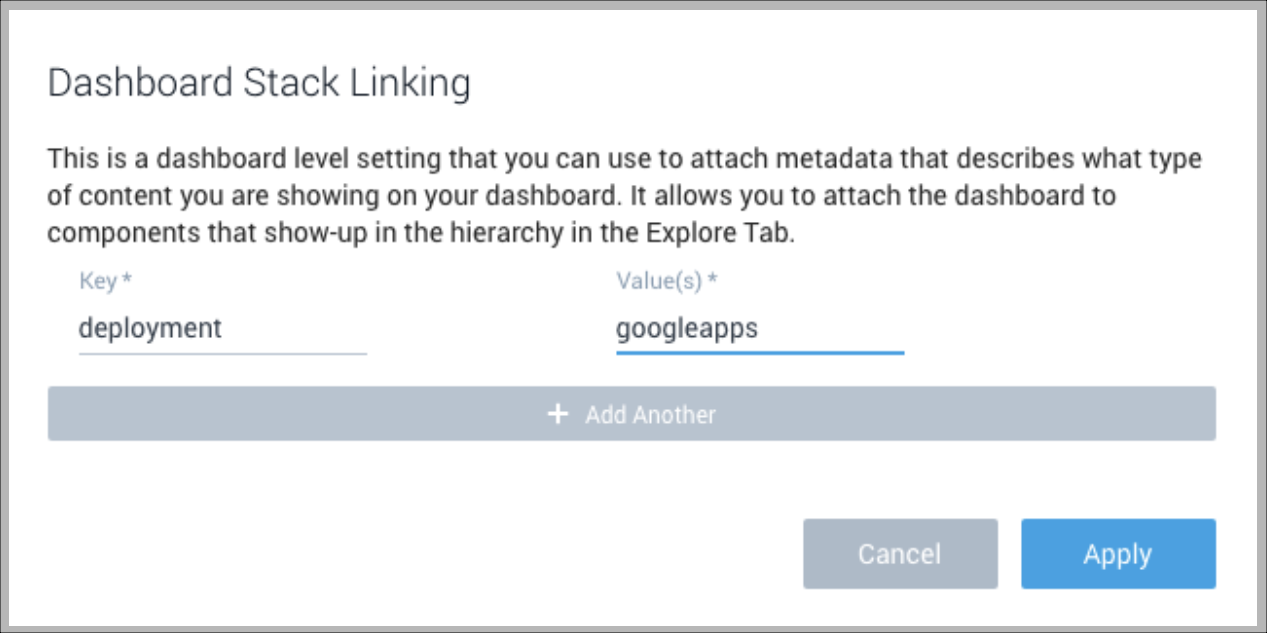 Dashboard Stack Linking
This is a dashboard level setting that you can use to attach metadata that describes what type
of content you are showing on your dashboard. It allows you to attach the dashboard to
components that show-up in the hierarchy in the Explore Tab.
Key * Value(s) *
deployment googleapps
+ Add Another
Cancel Apply